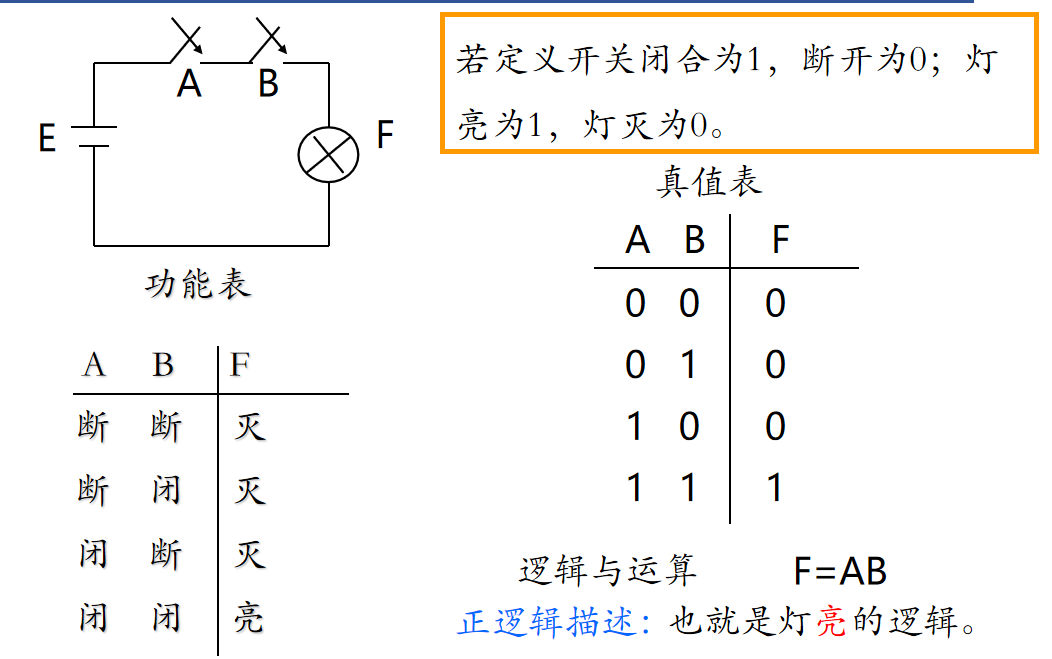 A B
E
F
功能表
A B F
断 断 灭
断 闭 灭
闭 断 灭
闭 闭 亮
若定义开关闭合为1，断开为0；灯
亮为1，灯灭为0。
真值表
A B F
0 0 0
0 1 0
1 0 0
1 1 1
逻辑与运算 F=AB
正逻辑描述：也就是灯亮的逻辑。